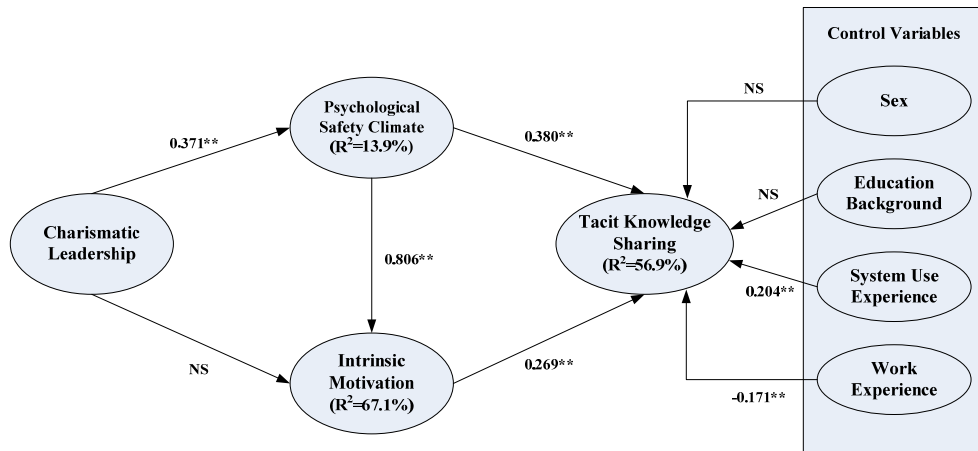 Control Variables
Sex
NS
Psychological
Safety Climate
(R²=13.9%)
0.371**
0.380**
Education
Background
NS
Charismatic
Leadership
Tacit Knowledge
Sharing
(R²=56.9%)
0.806**
System Use
Experience
0.204**
NS
Intrinsic
Motivation
(R²=67.1%)
0.269**
Work
Experience
-0.171**